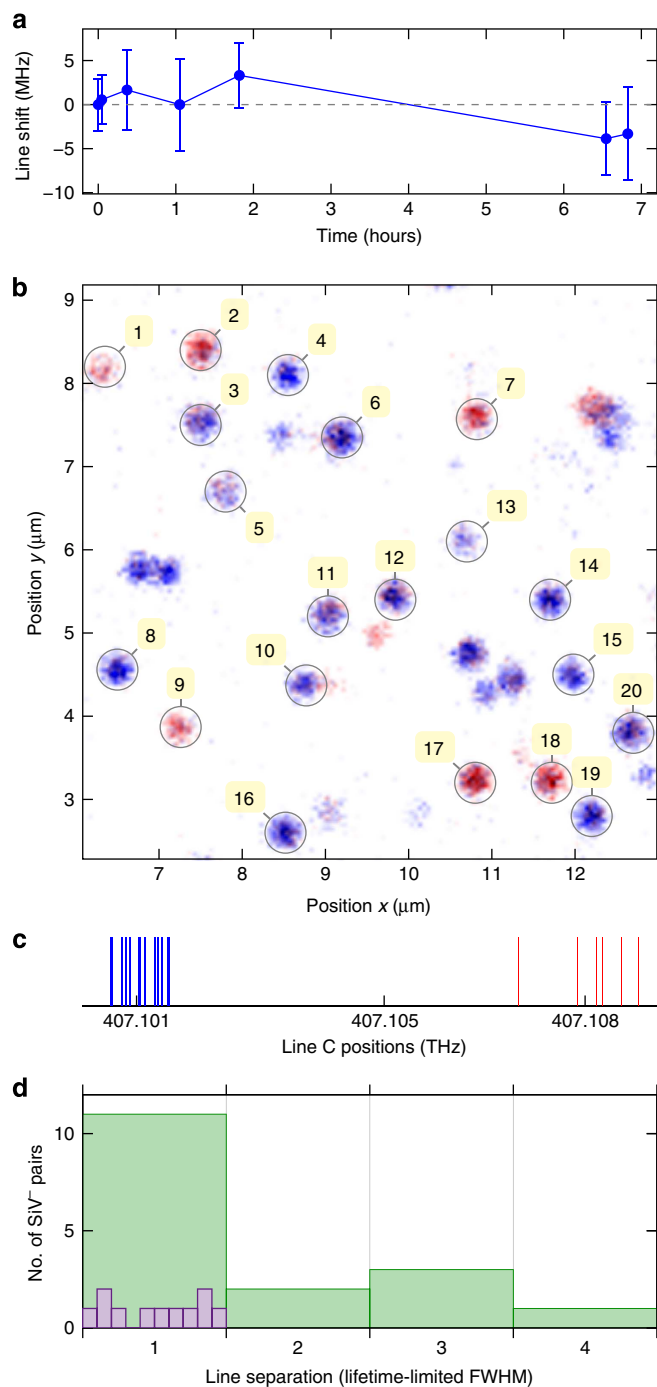 a
5
0
−5
−10
Line shift (MHz)
0 1 2 3 4 5 6 7
Time (hours)
b
9
8
7
6
5
4
3
Position y (μm)
1
2
3
4
5
6
7
8
9
10
11
12
13
14
15
16
17
18
19
20
7 8 9 10 11 12
Position x (μm)
c
407.101 407.105 407.108
Line C positions (THz)
d
10
5
0
No. of SiV⁻ pairs
1 2 3 4
Line separation (lifetime-limited FWHM)